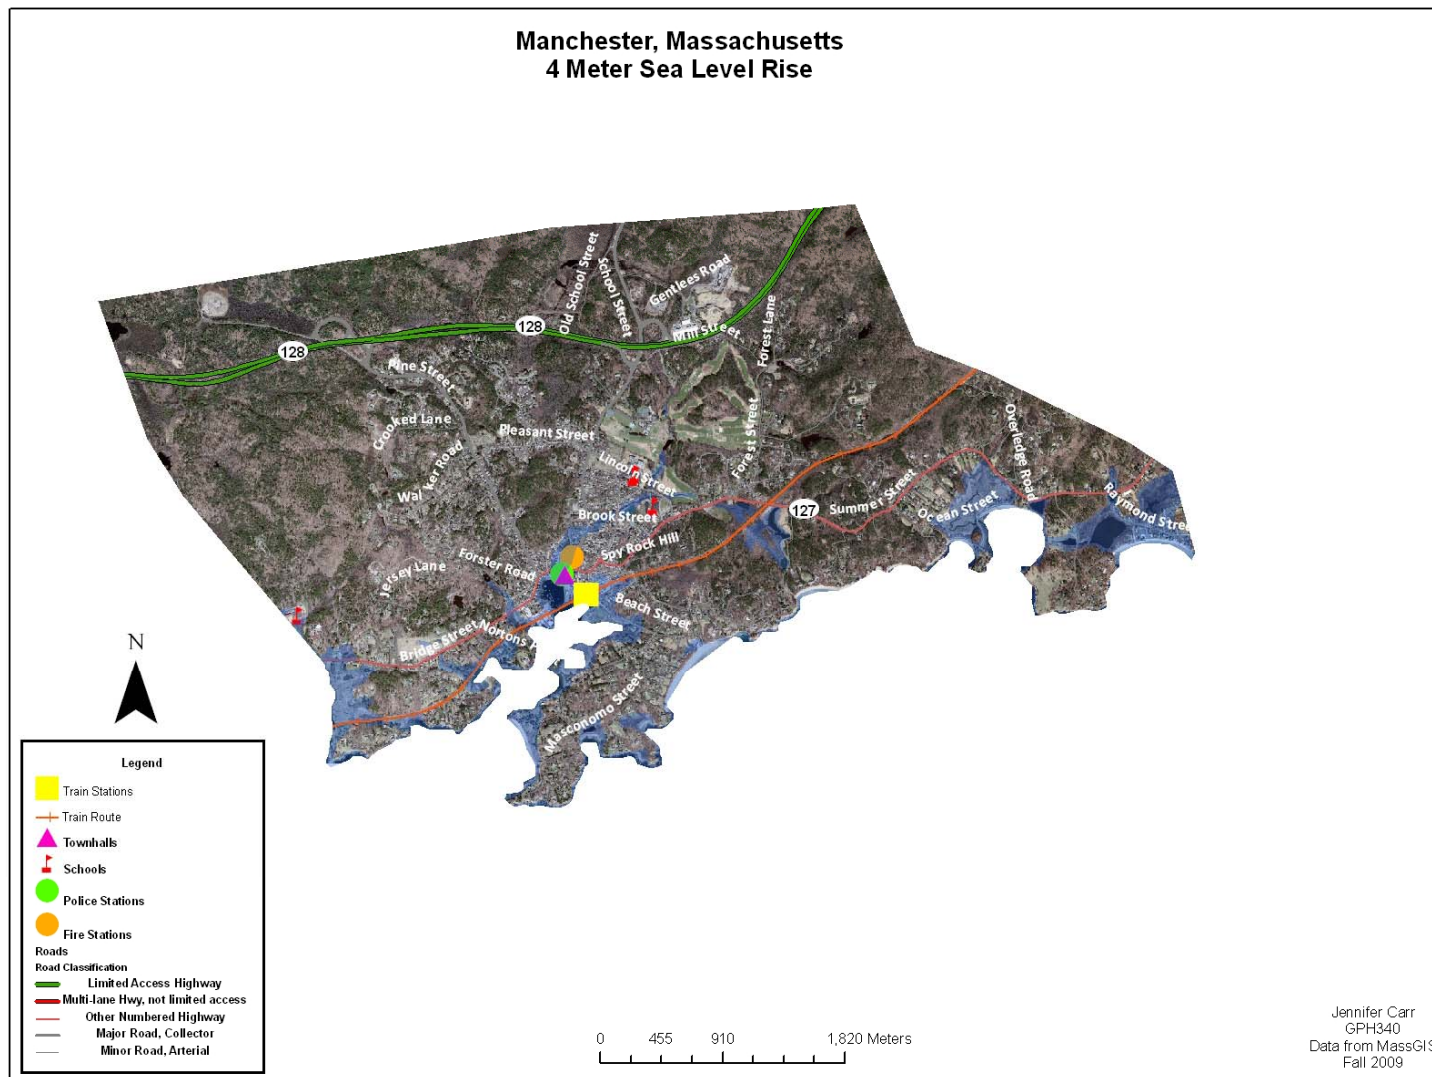 Manchester, Massachusetts
4 Meter Sea Level Rise
Old School Street
School Street
Gentlees Road
Mill Street
Forest Lane
128
128
Pine Street
Crooked Lane
Pleasant Street
Walker Road
Forest Street
Overledge Road
Lincoln Street
Summer Street
Ocean Street
Raymond Stree
127
Brook Street
Spy Rock Hill
Forster Road
Jersey Lane
Beach Street
Bridge Street
Nortons
Masconomo Street
N
Legend
Train Stations
Train Route
Townhalls
Schools
Police Stations
Fire Stations
Roads
Road Classification
Limited Access Highway
Multi-lane Hwy, not limited access
Other Numbered Highway
Major Road, Collector
Minor Road, Arterial
0 455 910 1,820 Meters
Jennifer Carr
GPH340
Data from MassGIS
Fall 2009